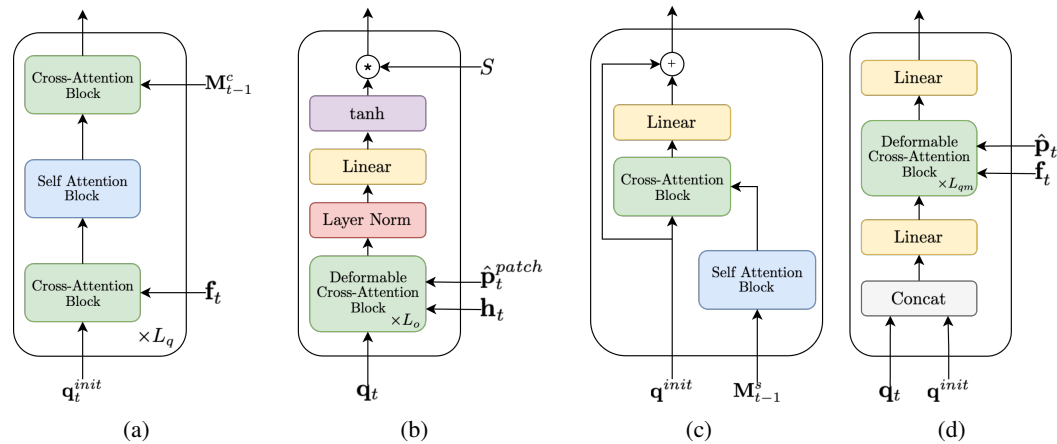 Cross-Attention
Block
M^c_{t-1}
Self Attention
Block
Cross-Attention
Block
f_t
×L_q
q_t^{init}
(a)
*
S
tanh
Linear
Layer Norm
Deformable
Cross-Attention
Block
×L_o
p̂_t^{patch}
h_t
q_t
(b)
+
Linear
Cross-Attention
Block
Self Attention
Block
q^{init}
M^s_{t-1}
(c)
Linear
Deformable
Cross-Attention
Block
×L_{qm}
p̂_t
f_t
Linear
Concat
q_t
q^{init}
(d)